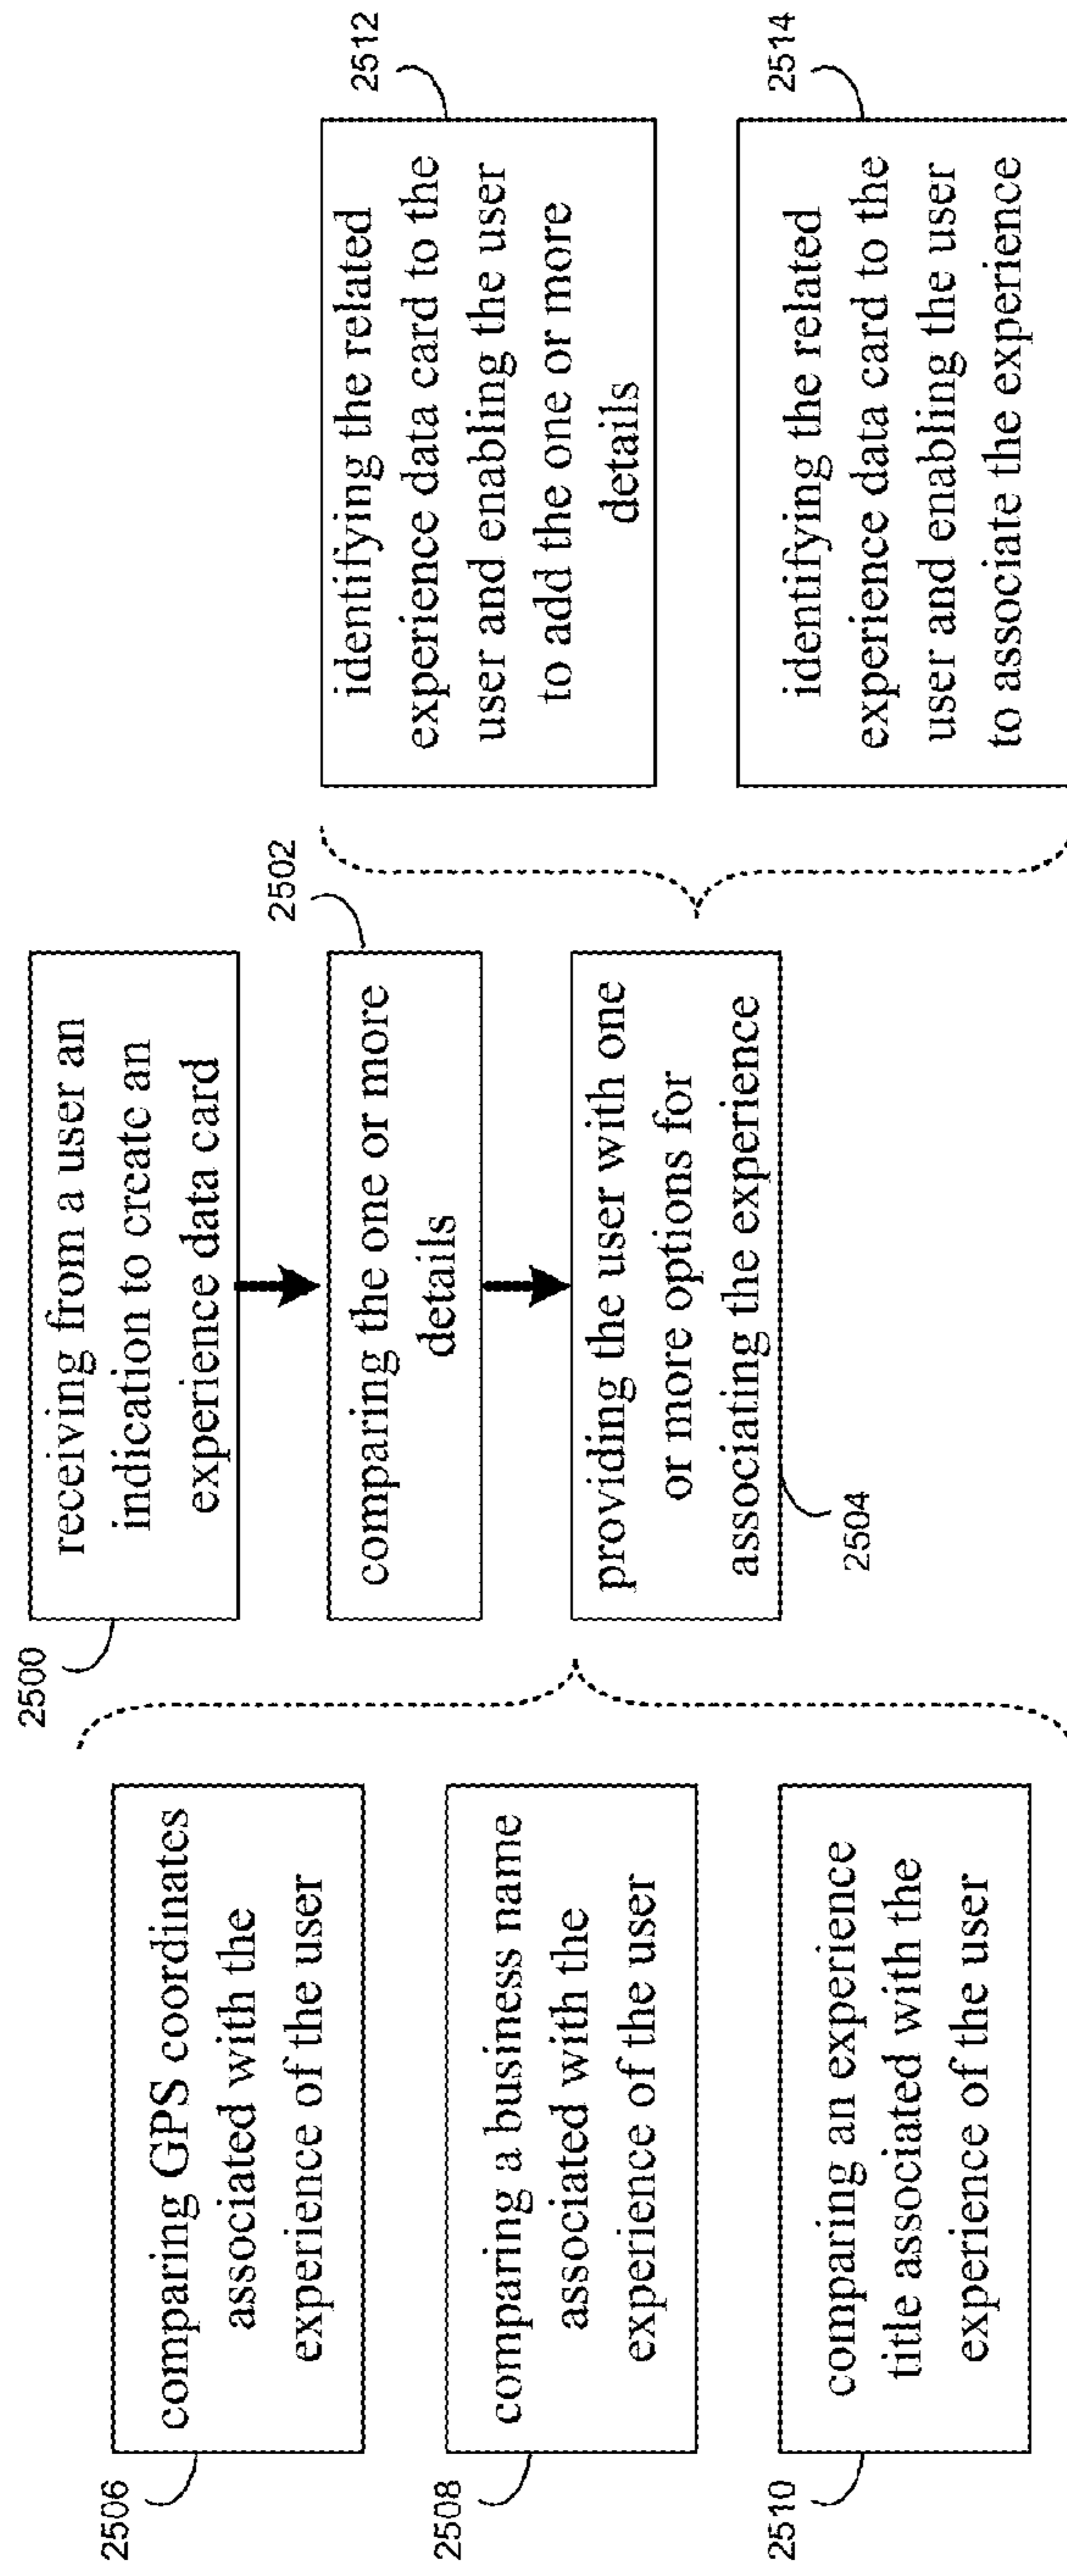 2500
receiving from a user an
indication to create an
experience data card
2502
comparing the one or more
details
providing the user with one
or more options for
associating the experience
2504
2506
comparing GPS coordinates
associated with the
experience of the user
2508
comparing a business name
associated with the
experience of the user
2510
comparing an experience
title associated with the
experience of the user
2512
identifying the related
experience data card to the
user and enabling the user
to add the one or more
details
2514
identifying the related
experience data card to the
user and enabling the user
to associate the experience